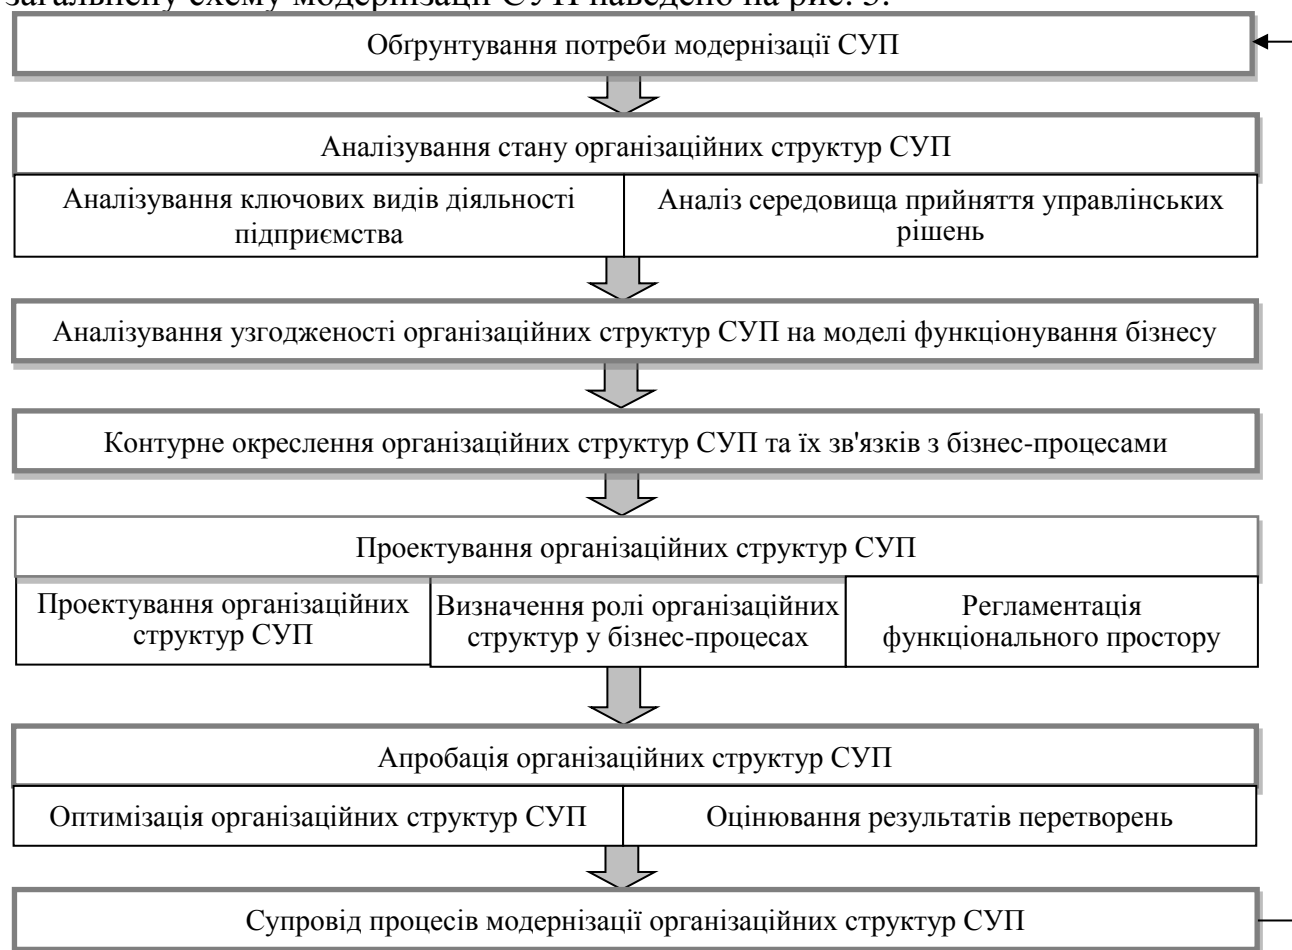 загальнену схему модернізації СУП наведено на рис. 3.
Обґрунтування потреби модернізації СУП
Аналізування стану організаційних структур СУП
Аналізування ключових видів діяльності
підприємства
Аналіз середовища прийняття управлінських
рішень
Аналізування узгодженості організаційних структур СУП на моделі функціонування бізнесу
Контурне окреслення організаційних структур СУП та їх зв'язків з бізнес-процесами
Проектування організаційних структур СУП
Проектування організаційних
структур СУП
Визначення ролі організаційних
структур у бізнес-процесах
Регламентація
функціонального простору
Апробація організаційних структур СУП
Оптимізація організаційних структур СУП
Оцінювання результатів перетворень
Супровід процесів модернізації організаційних структур СУП